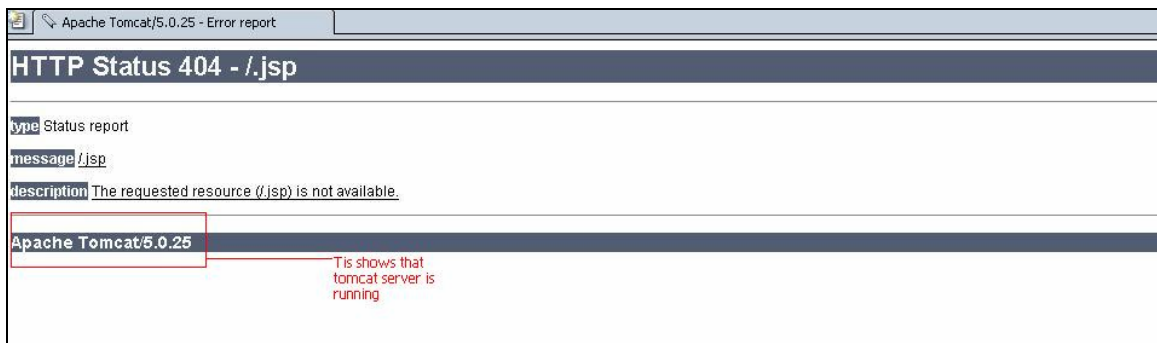 Apache Tomcat/5.0.25 - Error report
HTTP Status 404 - /.jsp
type Status report
message /.jsp
description The requested resource (/.jsp) is not available.
Apache Tomcat/5.0.25
Tis shows that
tomcat server is
running